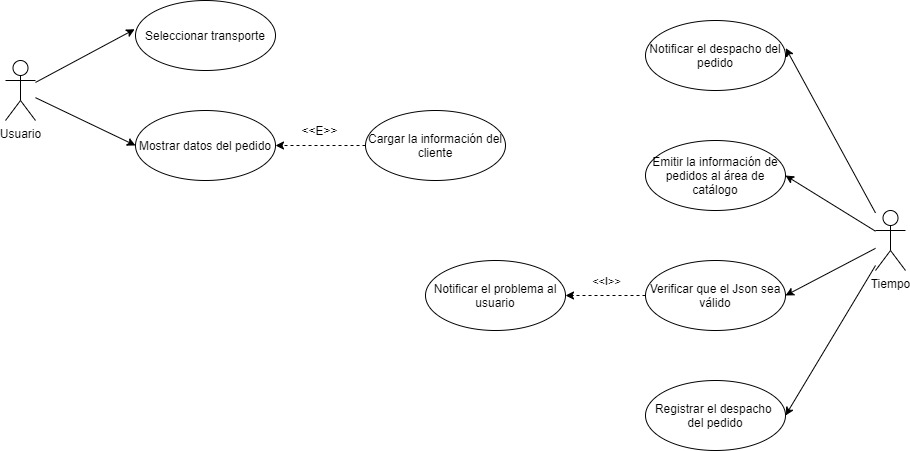 Seleccionar transporte
Usuario
Mostrar datos del pedido
<<E>>
Cargar la información del
cliente
Notificar el despacho del
pedido
Emitir la información de
pedidos al área de
catálogo
Tiempo
Notificar el problema al
usuario
<<I>>
Verificar que el Json sea
válido
Registrar el despacho
del pedido